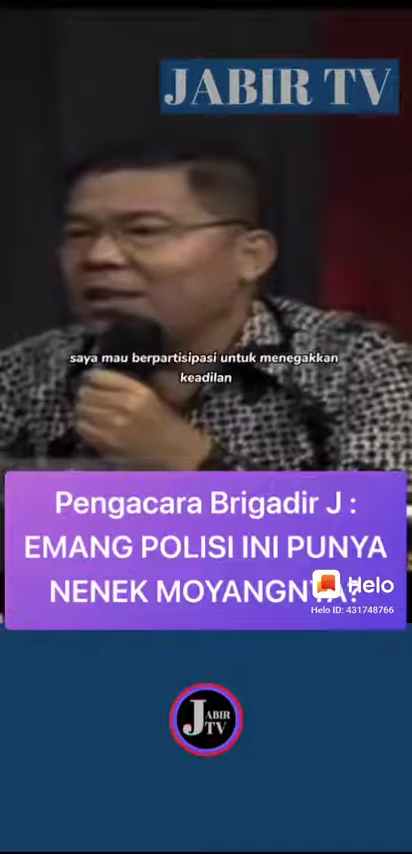 JABIR TV
saya mau berpartisipasi untuk menegakkan
keadilan
Pengacara Brigadir J :
EMANG POLISI INI PUNYA
NENEK MOYANGNYA?
Helo
Helo ID: 431748766
JABIR
TV